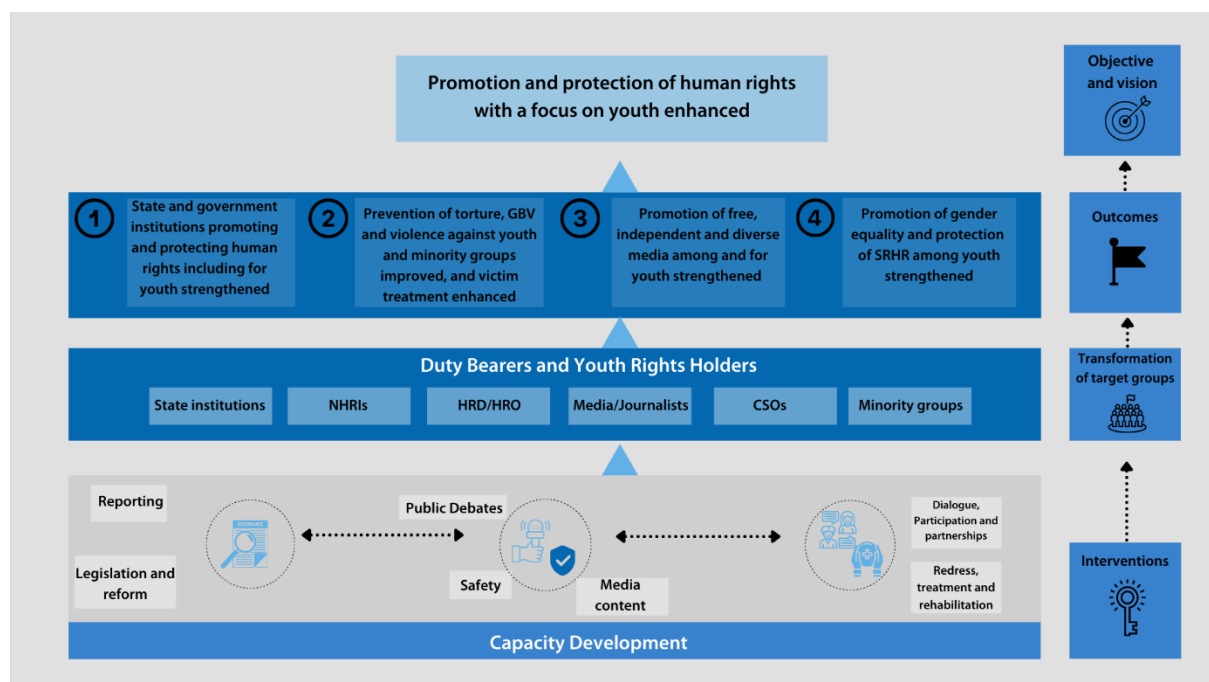 Promotion and protection of human rights
with a focus on youth enhanced
Objective
and vision
1
State and government
institutions promoting
and protecting human
rights including for
youth strengthened
2
Prevention of torture, GBV
and violence against youth
and minority groups
improved, and victim
treatment enhanced
3
Promotion of free,
independent and diverse
media among and for
youth strengthened
4
Promotion of gender
equality and protection
of SRHR among youth
strengthened
Outcomes
Duty Bearers and Youth Rights Holders
State institutions
NHRIs
HRD/HRO
Media/Journalists
CSOs
Minority groups
Transformation
of target groups
Reporting
Legislation and
reform
Public Debates
Safety
Media
content
Dialogue,
Participation and
partnerships
Redress,
treatment and
rehabilitation
Interventions
Capacity Development